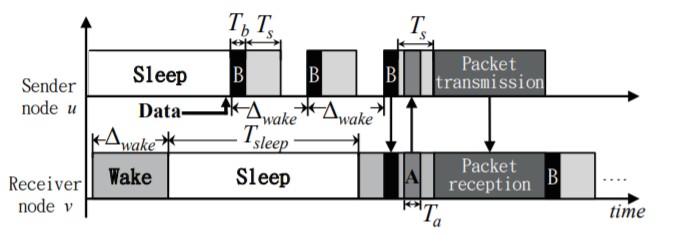 T_b T_s T_s
Sleep B B B Packet transmission
Sender node u
Data Δ_wake Δ_wake
Δ_wake T_sleep
Wake Sleep A Packet reception B ....
Receiver node v
T_a time